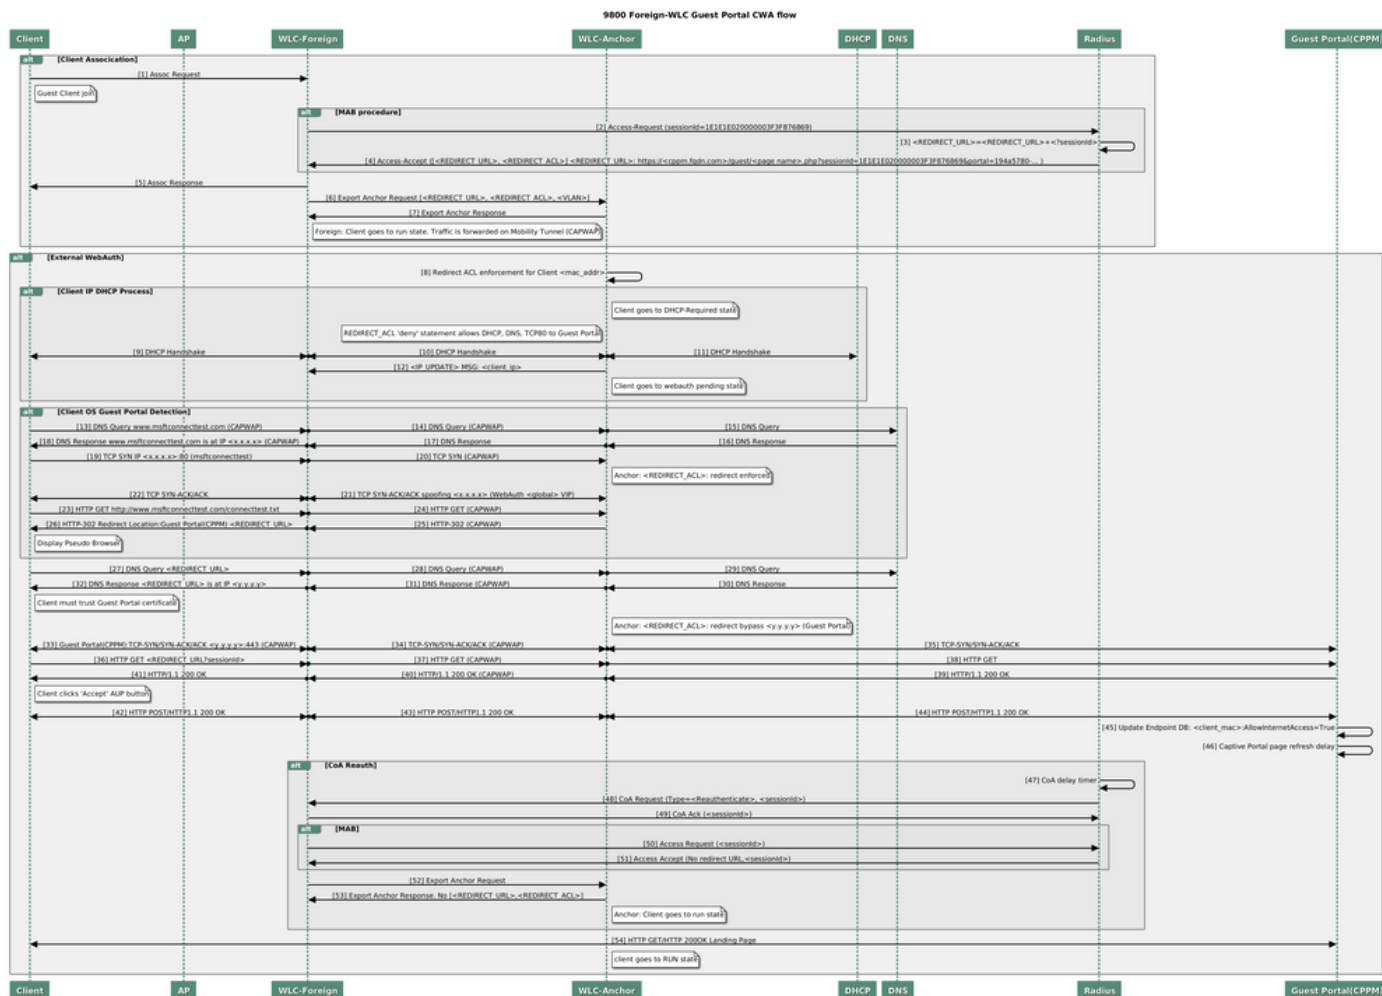 9800 Foreign-WLC Guest Portal CWA flow
Client AP WLC-Foreign WLC-Anchor DHCP DNS Radius Guest Portal(CPPM)
alt [Client Association]
[1] Assoc Request
Guest Client join
alt [MAB procedure]
[2] Access-Request (sessionId=1E1E1E020000003F3F876869)
[3] <REDIRECT_URL>=<REDIRECT_URL>+<?sessionId>
[4] Access-Accept ([<REDIRECT_URL>, <REDIRECT_ACL>] <REDIRECT_URL>: https://<cppm.fqdn.com>/guest/<page name>.php?sessionId=1E1E1E020000003F3F876869&portal=194a5780-... )
[5] Assoc Response
[6] Export Anchor Request [<REDIRECT_URL>, <REDIRECT_ACL>, <VLAN>]
[7] Export Anchor Response
Foreign: Client goes to run state. Traffic is forwarded on Mobility Tunnel (CAPWAP)
alt [External WebAuth]
[8] Redirect ACL enforcement for Client <mac_addr>
alt [Client IP DHCP Process]
Client goes to DHCP-Required state
REDIRECT_ACL 'deny' statement allows DHCP, DNS, TCP80 to Guest Portal
[9] DHCP Handshake [10] DHCP Handshake [11] DHCP Handshake
[12] <IP_UPDATE> MSG: <client_ip>
Client goes to webauth pending state
alt [Client OS Guest Portal Detection]
[13] DNS Query www.msftconnecttest.com (CAPWAP) [14] DNS Query (CAPWAP) [15] DNS Query
[18] DNS Response www.msftconnecttest.com is at IP <x.x.x.x> (CAPWAP) [17] DNS Response [16] DNS Response
[19] TCP SYN IP <x.x.x.x>:80 (msftconnecttest) [20] TCP SYN (CAPWAP)
Anchor: <REDIRECT_ACL>: redirect enforced
[22] TCP SYN-ACK/ACK [21] TCP SYN-ACK/ACK spoofing <x.x.x.x> (WebAuth <global> VIP)
[23] HTTP GET http://www.msftconnecttest.com/connecttest.txt [24] HTTP GET (CAPWAP)
[26] HTTP-302 Redirect Location:Guest Portal(CPPM) <REDIRECT_URL> [25] HTTP-302 (CAPWAP)
Display Pseudo Browser
[27] DNS Query <REDIRECT_URL> [28] DNS Query (CAPWAP) [29] DNS Query
[32] DNS Response <REDIRECT_URL> is at IP <y.y.y.y> [31] DNS Response (CAPWAP) [30] DNS Response
Client must trust Guest Portal certificate
Anchor: <REDIRECT_ACL>: redirect bypass <y.y.y.y> (Guest Portal)
[33] Guest Portal(CPPM):TCP-SYN/SYN-ACK/ACK <y.y.y.y>:443 (CAPWAP) [34] TCP-SYN/SYN-ACK/ACK (CAPWAP) [35] TCP-SYN/SYN-ACK/ACK
[36] HTTP GET <REDIRECT_URL?sessionId> [37] HTTP GET (CAPWAP) [38] HTTP GET
[41] HTTP/1.1 200 OK [40] HTTP/1.1 200 OK (CAPWAP) [39] HTTP/1.1 200 OK
Client clicks 'Accept' AUP button
[42] HTTP POST/HTTP1.1 200 OK [43] HTTP POST/HTTP1.1 200 OK [44] HTTP POST/HTTP1.1 200 OK
[45] Update Endpoint DB: <client_mac>:AllowInternetAccess=True
[46] Captive Portal page refresh delay
alt [CoA Reauth]
[47] CoA delay timer
[48] CoA Request (Type=<Reauthenticate>, <sessionId>)
[49] CoA Ack (<sessionId>)
alt [MAB]
[50] Access Request (<sessionId>)
[51] Access Accept (No redirect URL,<sessionId>)
[52] Export Anchor Request
[53] Export Anchor Response. No [<REDIRECT_URL>,<REDIRECT_ACL>]
Anchor: Client goes to run state
[54] HTTP GET/HTTP 200OK Landing Page
client goes to RUN state
Client AP WLC-Foreign WLC-Anchor DHCP DNS Radius Guest Portal(CPPM)